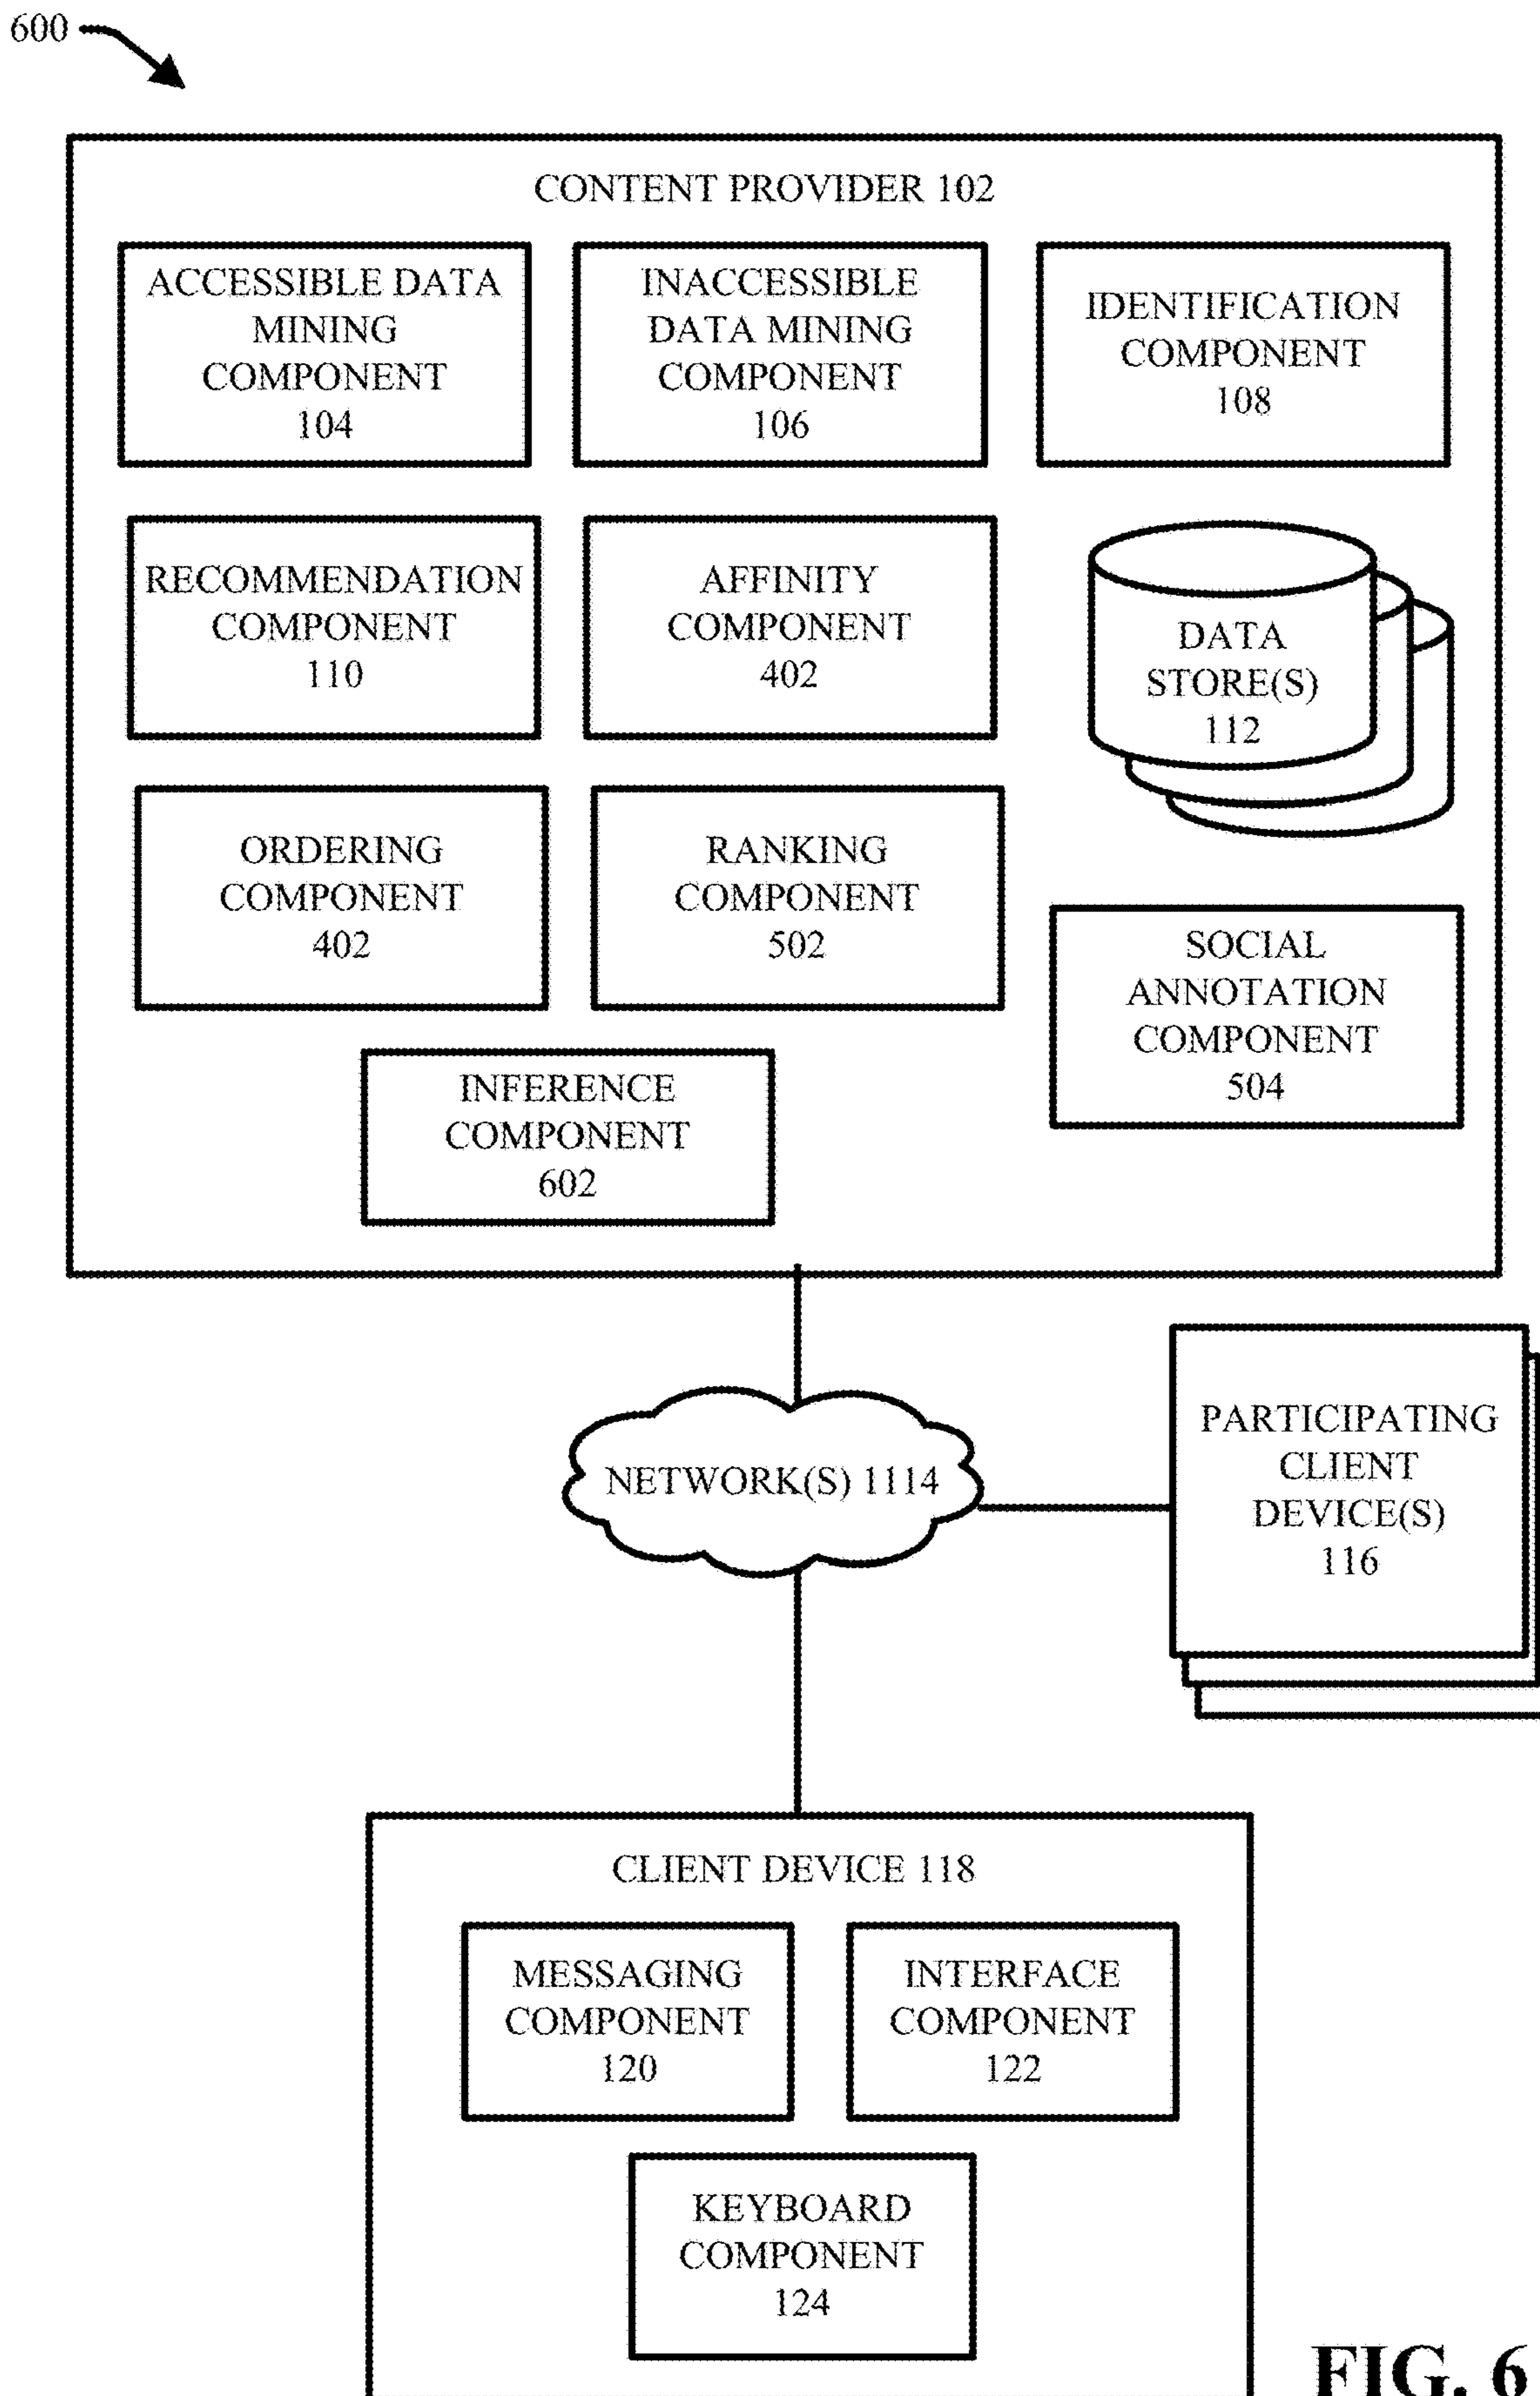 600
CONTENT PROVIDER 102
ACCESSIBLE DATA
MINING
COMPONENT
104
INACCESSIBLE
DATA MINING
COMPONENT
106
IDENTIFICATION
COMPONENT
108
RECOMMENDATION
COMPONENT
110
AFFINITY
COMPONENT
402
DATA
STORE(S)
112
ORDERING
COMPONENT
402
RANKING
COMPONENT
502
SOCIAL
ANNOTATION
COMPONENT
504
INFERENCE
COMPONENT
602
NETWORK(S) 1114
PARTICIPATING
CLIENT
DEVICE(S)
116
CLIENT DEVICE 118
MESSAGING
COMPONENT
120
INTERFACE
COMPONENT
122
KEYBOARD
COMPONENT
124
FIG. 6